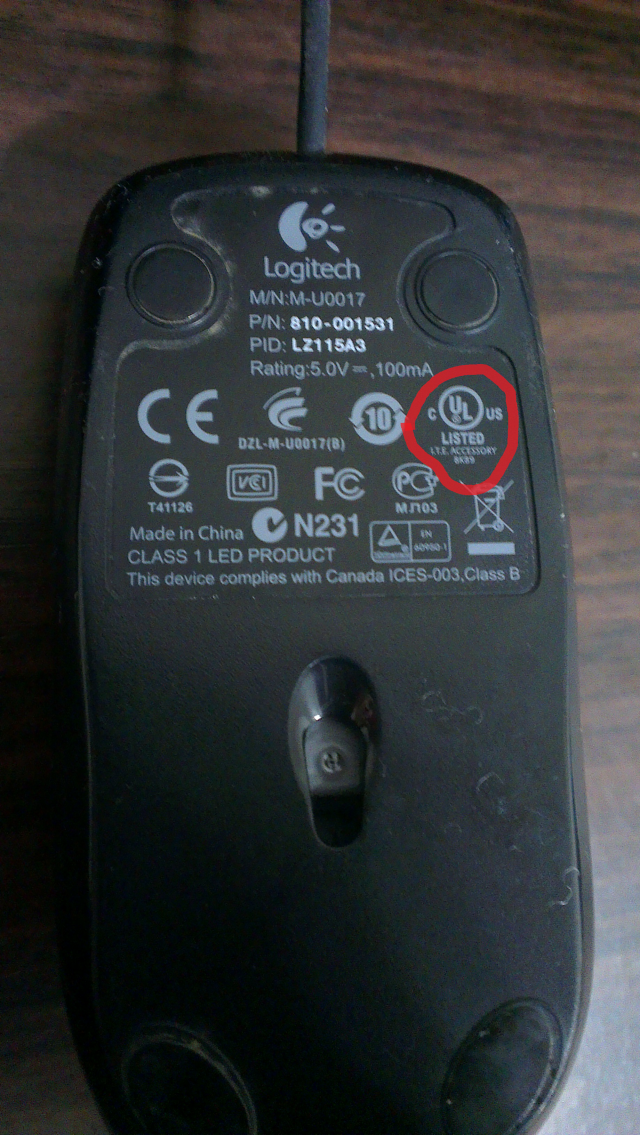 Logitech
M/N:M-U0017
P/N: 810-001531
PID: LZ115A3
Rating:5.0V ⎓,100mA
CE
DZL-M-U0017(B)
10
C UL US
LISTED
I.T.E. ACCESSORY
8K89
T41126
VCI
FC
PC
МЛ03
Made in China
N231
EN
60950-1
CLASS 1 LED PRODUCT
This device complies with Canada ICES-003,Class B